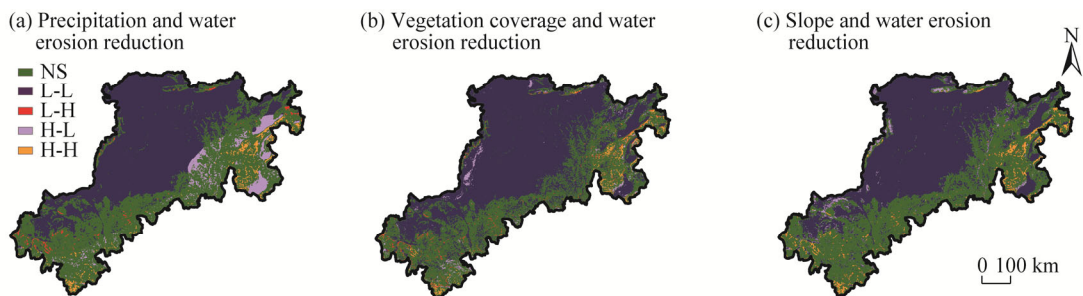 (a) Precipitation and water
erosion reduction
(b) Vegetation coverage and water
erosion reduction
(c) Slope and water erosion
reduction
N
NS
L-L
L-H
H-L
H-H
0 100 km